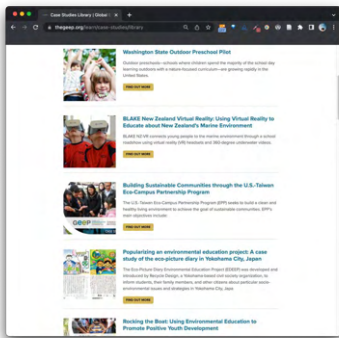 Case Studies Library | Global
thegeep.org/learn/case-studies/library
Washington State Outdoor Preschool Pilot
Outdoor preschools–schools where children spend the majority of the school day
learning outdoors with a nature-focused curriculum–are growing rapidly in the
United States.
FIND OUT MORE
BLAKE New Zealand Virtual Reality: Using Virtual Reality to
Educate about New Zealand's Marine Environment
BLAKE NZ-VR connects young people to the marine environment through a school
roadshow using virtual reality (VR) headsets and 360-degree underwater videos.
FIND OUT MORE
Building Sustainable Communities through the U.S.-Taiwan
Eco-Campus Partnership Program
The U.S.-Taiwan Eco-Campus Partnership Program (EPP) seeks to build a clean and
healthy living environment to achieve the goal of sustainable communities. EPP's
main objectives include:
FIND OUT MORE
GEEP
Popularizing an environmental education project: A case
study of the eco-picture diary in Yokohama City, Japan
The Eco-Picture Diary Environmental Education Project (EDEEP) was developed and
introduced by Recycle Design, a Yokohama-based civil society organization, to
inform students, their family members, and other citizens about particular socio-
environmental issues and strategies in Yokohama City, Japa
FIND OUT MORE
Rocking the Boat: Using Environmental Education to
Promote Positive Youth Development